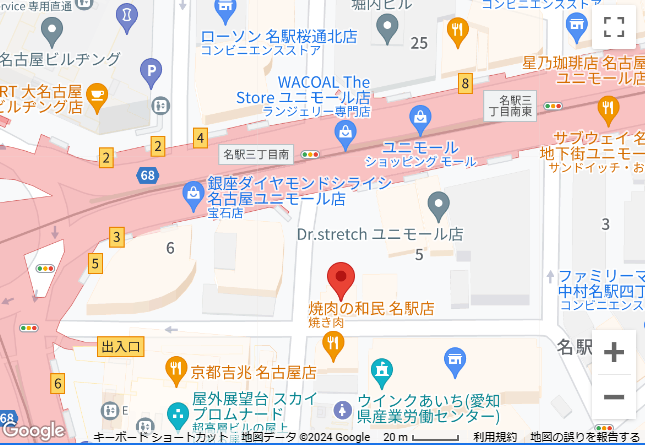 ervice 専用直通
ローソン 名駅桜通北店
コンビニエンスストア
堀内ビル
25
コンビニエンスス
名古屋ビルヂング
星乃珈琲店 名古
ユニモール
P
P
WACOAL The
Store ユニモール店
ランジェリー専門店
8
名駅三
丁目南東
RT 大名古屋
ビルヂング店
サブウェイ 名
地下街ユニモー
サンドイッチ・お
ユニモール
ショッピング モール
4
2
2
名駅三丁目南
68
銀座ダイヤモンドシライシ
名古屋ユニモール店
宝石店
Dr.stretch ユニモール店
3
3
6
5
5
ファミリーマ
中村名駅四丁
コンビニエン
焼肉の和民 名駅店
焼き肉
出入口
名駅
京都吉兆 名古屋店
6
ウインクあいち(愛知
県産業労働センター)
屋外展望台 スカイ
プロムナード
超高層ビルの屋上
68
Google
キーボード ショートカット
地図データ ©2024 Google
20 m
利用規約
地図の誤りを報告する